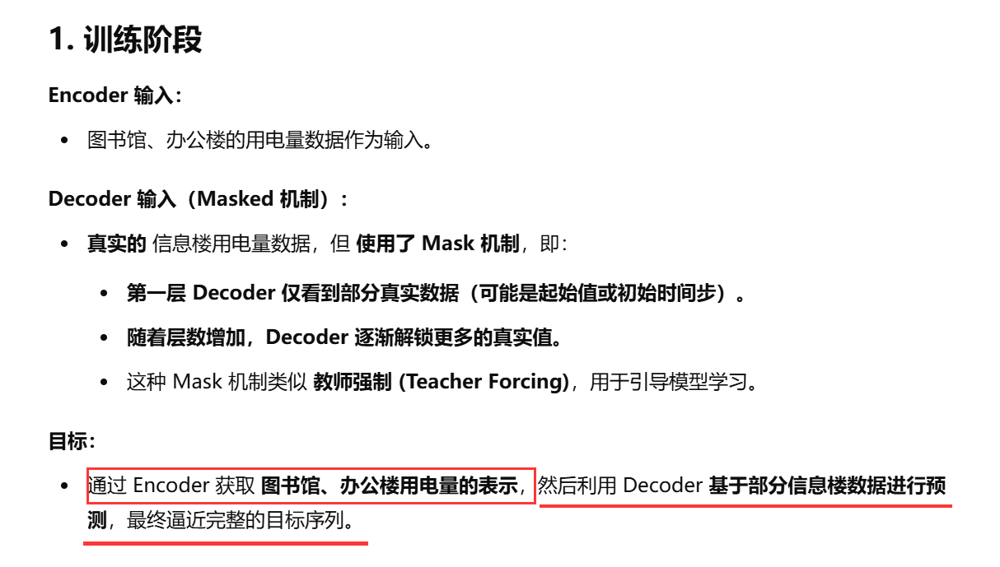 1. 训练阶段
Encoder 输入：
• 图书馆、办公楼的用电量数据作为输入。
Decoder 输入（Masked 机制）：
• 真实的 信息楼用电量数据，但 使用了 Mask 机制，即：
• 第一层 Decoder 仅看到部分真实数据（可能是起始值或初始时间步）。
• 随着层数增加，Decoder 逐渐解锁更多的真实值。
• 这种 Mask 机制类似 教师强制 (Teacher Forcing)，用于引导模型学习。
目标：
• 通过 Encoder 获取 图书馆、办公楼用电量的表示，然后利用 Decoder 基于部分信息楼数据进行预
测，最终逼近完整的目标序列。